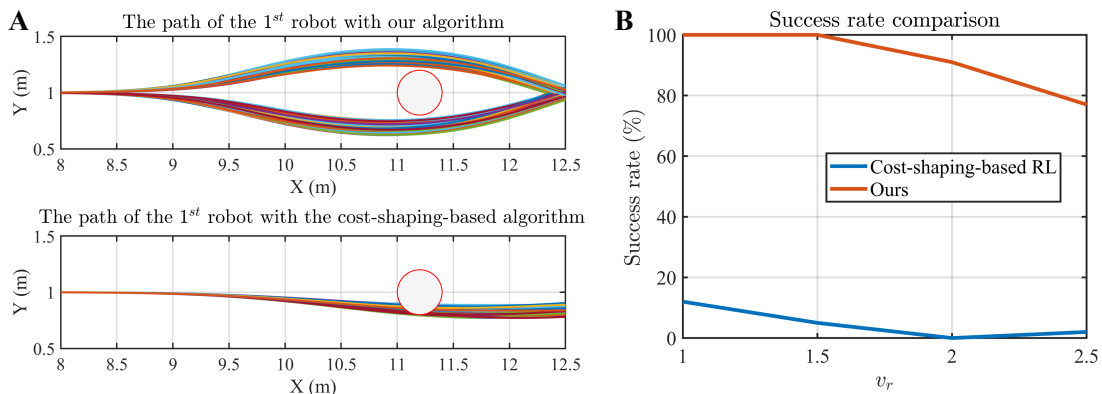 A
The path of the 1st robot with our algorithm
1.5
1
0.5
Y (m)
8 8.5 9 9.5 10 10.5 11 11.5 12 12.5
X (m)
The path of the 1st robot with the cost-shaping-based algorithm
1.5
1
0.5
Y (m)
8 8.5 9 9.5 10 10.5 11 11.5 12 12.5
X (m)
B
Success rate comparison
100
80
60
40
20
0
Success rate (%)
Cost-shaping-based RL
Ours
1 1.5 2 2.5
v_r